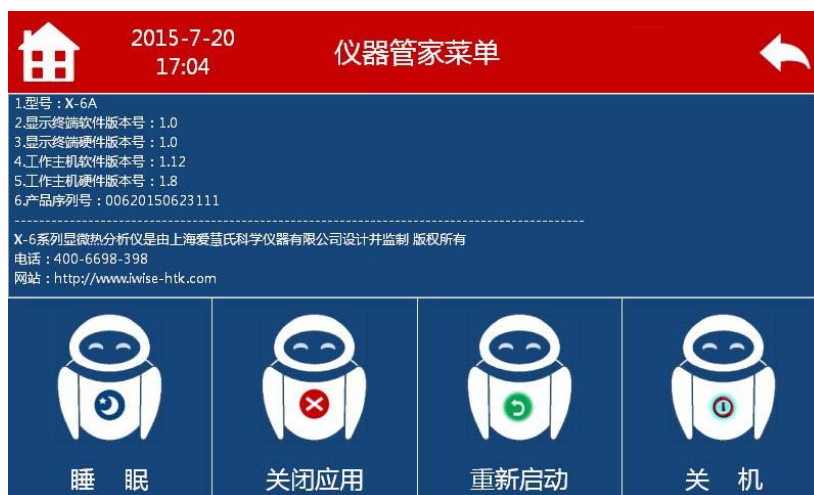 2015-7-20
17:04
仪器管家菜单
1.型号：X-6A
2.显示终端软件版本号：1.0
3.显示终端硬件版本号：1.0
4.工作主机软件版本号：1.12
5.工作主机硬件版本号：1.8
6.产品序列号：00620150623111
X-6系列显微热分析仪是由上海爱慧氏科学仪器有限公司设计并监制 版权所有
电话：400-6698-398
网站：http://www.iwise-htk.com
睡 眠
关闭应用
重新启动
关 机